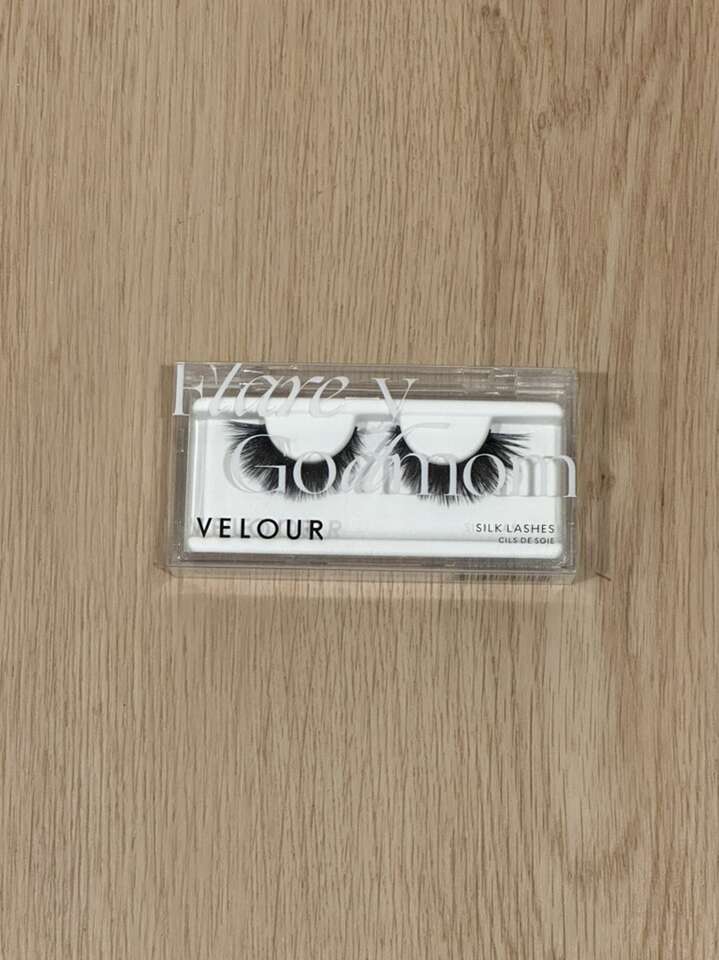 Flare-y
Godmom
VELOUR
SILK LASHES
CILS DE SOIE